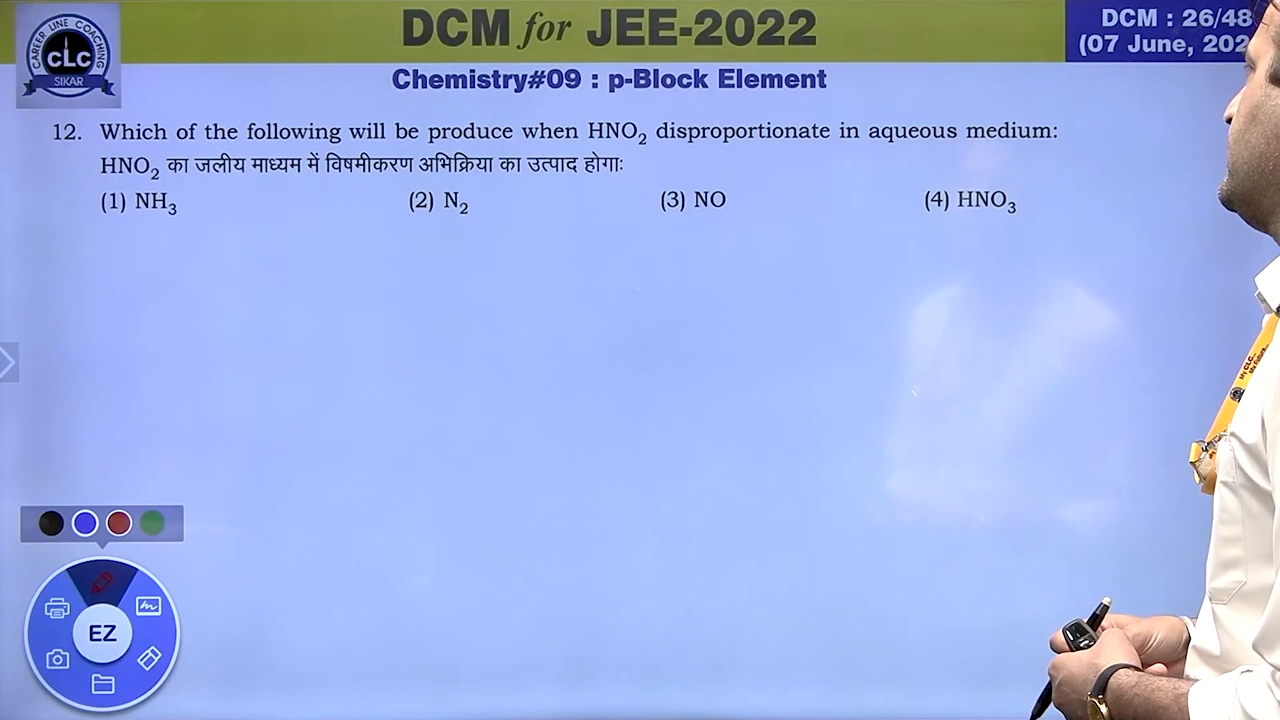 DCM for JEE-2022
DCM : 26/48
(07 June, 202
CAREER LINE COACHING
CLC
SIKAR
Chemistry#09 : p-Block Element
12. Which of the following will be produce when HNO₂ disproportionate in aqueous medium:
HNO₂ का जलीय माध्यम में विषमीकरण अभिक्रिया का उत्पाद होगाः
(1) NH₃ (2) N₂ (3) NO (4) HNO₃
EZ